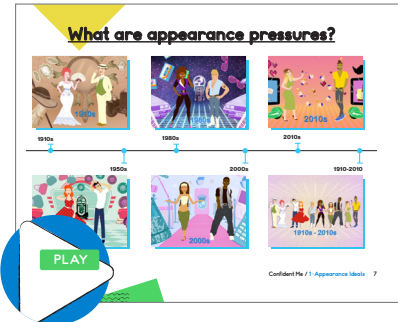 What are appearance pressures?
1910s
1980s
2010s
1910s
1980s
2010s
1950s
2000s
1910-2010
2000s
1910s - 2010s
PLAY
Confident Me / 1-Appearance Ideals 7